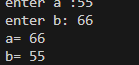 enter a :55
enter b: 66
a= 66
b= 55